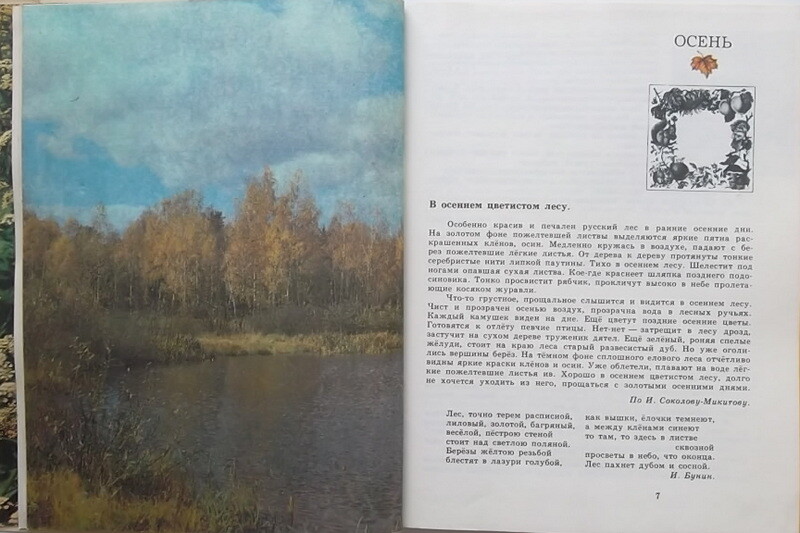 ОСЕНЬ
В осеннем цветистом лесу.
Особенно красив и печален русский лес в ранние осенние дни.
На золотом фоне пожелтевшей листвы выделяются яркие пятна рас-
крашенных клёнов, осин. Медленно кружась в воздухе, падают с бе-
рёз пожелтевшие лёгкие листья. От дерева к дереву протянуты тонкие
серебристые нити липкой паутины. Тихо в осеннем лесу. Шелестит под
ногами опавшая сухая листва. Кое-где краснеет шляпка позднего подо-
синовика. Тонко просвистит рябчик, прокличут высоко в небе пролета-
ющие косяком журавли.
Что-то грустное, прощальное слышится и видится в осеннем лесу.
Чист и прозрачен осенью воздух, прозрачна вода в лесных ручьях.
Каждый камушек виден на дне. Ещё цветут поздние осенние цветы.
Готовятся к отлёту певчие птицы. Нет-нет — затрещит в лесу дрозд,
застучит на сухом дереве труженик дятел. Ещё зелёный, роняя спелые
жёлуди, стоит на краю леса старый развесистый дуб. Но уже оголи-
лись вершины берёз. На тёмном фоне сплошного елового леса отчётливо
видны яркие краски клёнов и осин. Уже облетели, плавают на воде лёг-
кие пожелтевшие листья ив. Хорошо в осеннем цветистом лесу, долго
не хочется уходить из него, прощаться с золотыми осенними днями.
По И. Соколову-Микитову.
Лес, точно терем расписной,
лиловый, золотой, багряный,
весёлой, пёстрою стеной
стоит над светлою поляной.
Берёзы жёлтою резьбой
блестят в лазури голубой,
как вышки, ёлочки темнеют,
а между клёнами синеют
то там, то здесь в листве
сквозной
просветы в небо, что оконца.
Лес пахнет дубом и сосной.
И. Бунин.
7